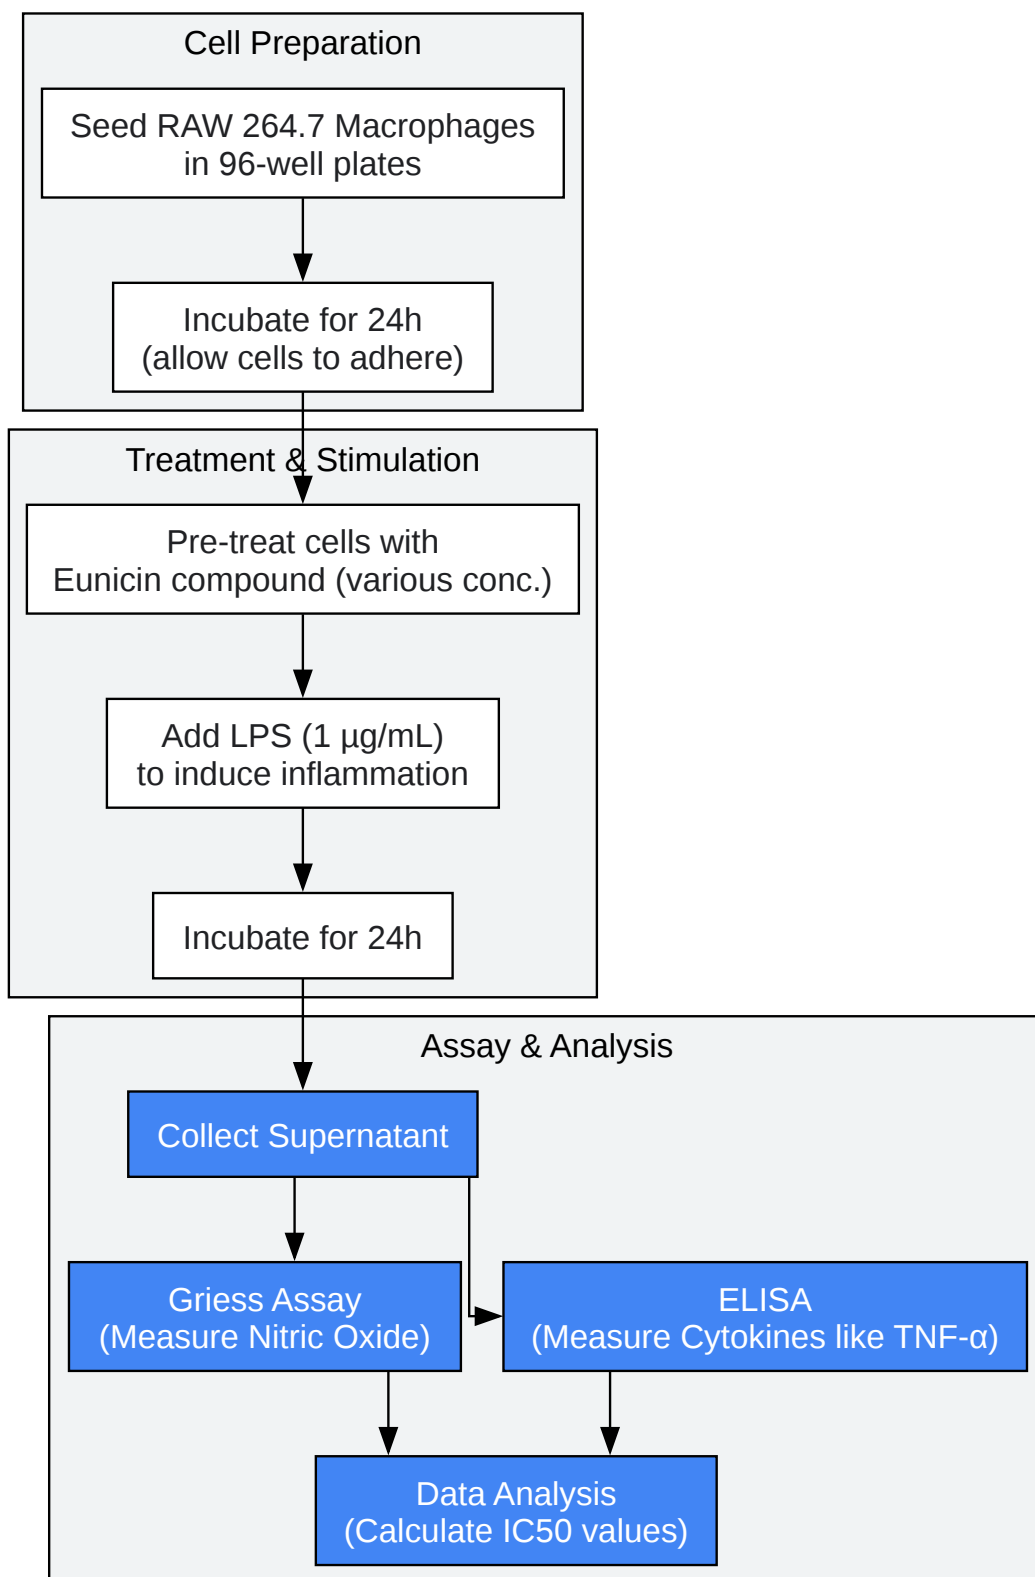 Cell Preparation
Seed RAW 264.7 Macrophages
in 96-well plates
Incubate for 24h
(allow cells to adhere)
Treatment & Stimulation
Pre-treat cells with
Eunicin compound (various conc.)
Add LPS (1 µg/mL)
to induce inflammation
Incubate for 24h
Assay & Analysis
Collect Supernatant
Griess Assay
(Measure Nitric Oxide)
ELISA
(Measure Cytokines like TNF-α)
Data Analysis
(Calculate IC50 values)